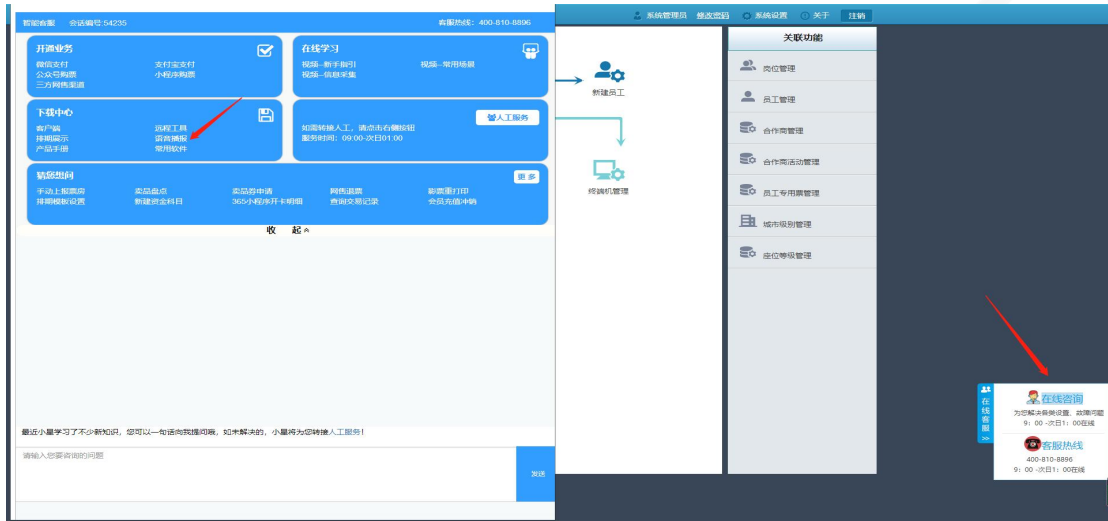 智能客服 会话编号:54235 客服热线：400-810-8896
开通业务
微信支付 支付宝支付
公众号购票 小程序购票
三方网售渠道
在线学习
视频--新手指引 视频--常用场景
视频--信息采集
下载中心
客户端 远程工具
排期展示 语音播报
产品手册 常用软件
如需转接人工，请点击右侧按钮
服务时间：09:00-次日01:00
人工服务
猜您想问 更多
手动上报票房 卖品盘点 卖品券申请 网售退票 影票重打印
排期模板设置 新建资金科目 365小程序开卡明细 查询交易记录 会员充值冲销
收 起
最近小星学习了不少新知识，您可以一句话向我提问哦，如未解决的，小星将为您转接人工服务！
请输入您要咨询的问题
发送
系统管理员 修改密码 系统设置 关于 注销
新建员工
终端机管理
关联功能
岗位管理
员工管理
合作商管理
合作商活动管理
员工专用票管理
城市级别管理
座位等级管理
在线客服
在线咨询
为您解决各类设置、故障问题
9：00 -次日1：00在线
客服热线
400-810-8896
9：00 -次日1：00在线